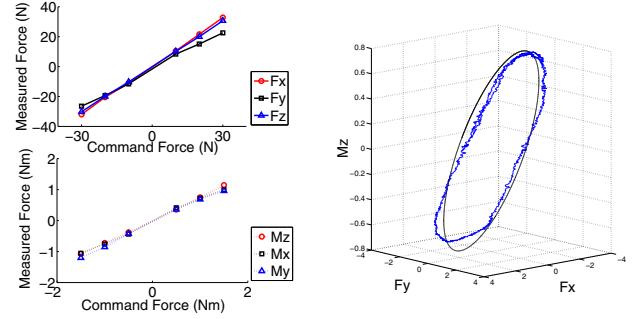 Measured Force (N)
40
20
0
−20
−40
−30
0
30
Command Force (N)
Fx
Fy
Fz
Measured Force (Nm)
2
1
0
−1
−2
−2
0
2
Command Force (Nm)
Mz
Mx
My
Mz
0.8
0.6
0.4
0.2
0
−0.2
−0.4
−0.6
−0.8
−4
−2
0
2
4
Fy
4
2
0
−2
−4
Fx